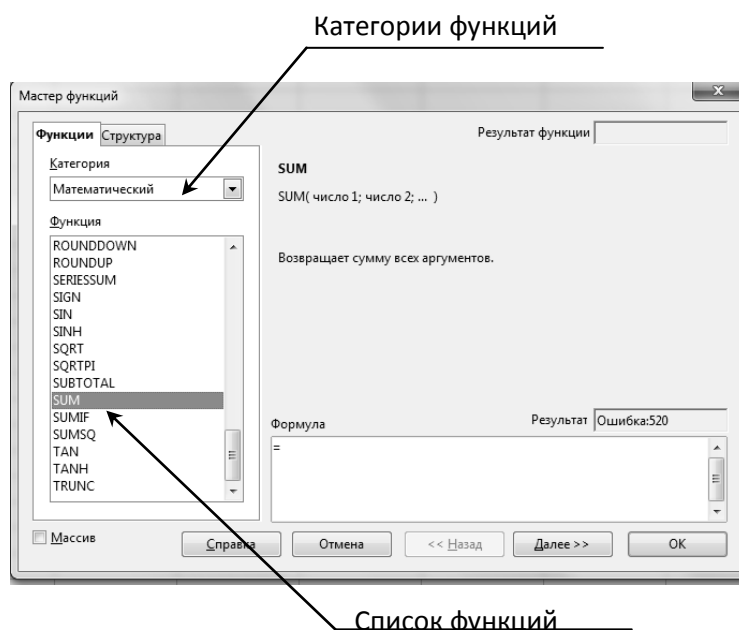 Категории функций
Мастер функций
x
Функции Структура
Результат функции
Категория
Математический
Функция
ROUNDDOWN
ROUNDUP
SERIESSUM
SIGN
SIN
SINH
SQRT
SQRTPI
SUBTOTAL
SUM
SUMIF
SUMSQ
TAN
TANH
TRUNC
SUM
SUM( число 1; число 2; ... )
Возвращает сумму всех аргументов.
Формула
Результат Ошибка:520
=
Массив
Справка
Отмена
<< Назад
Далее >>
OK
Список функций